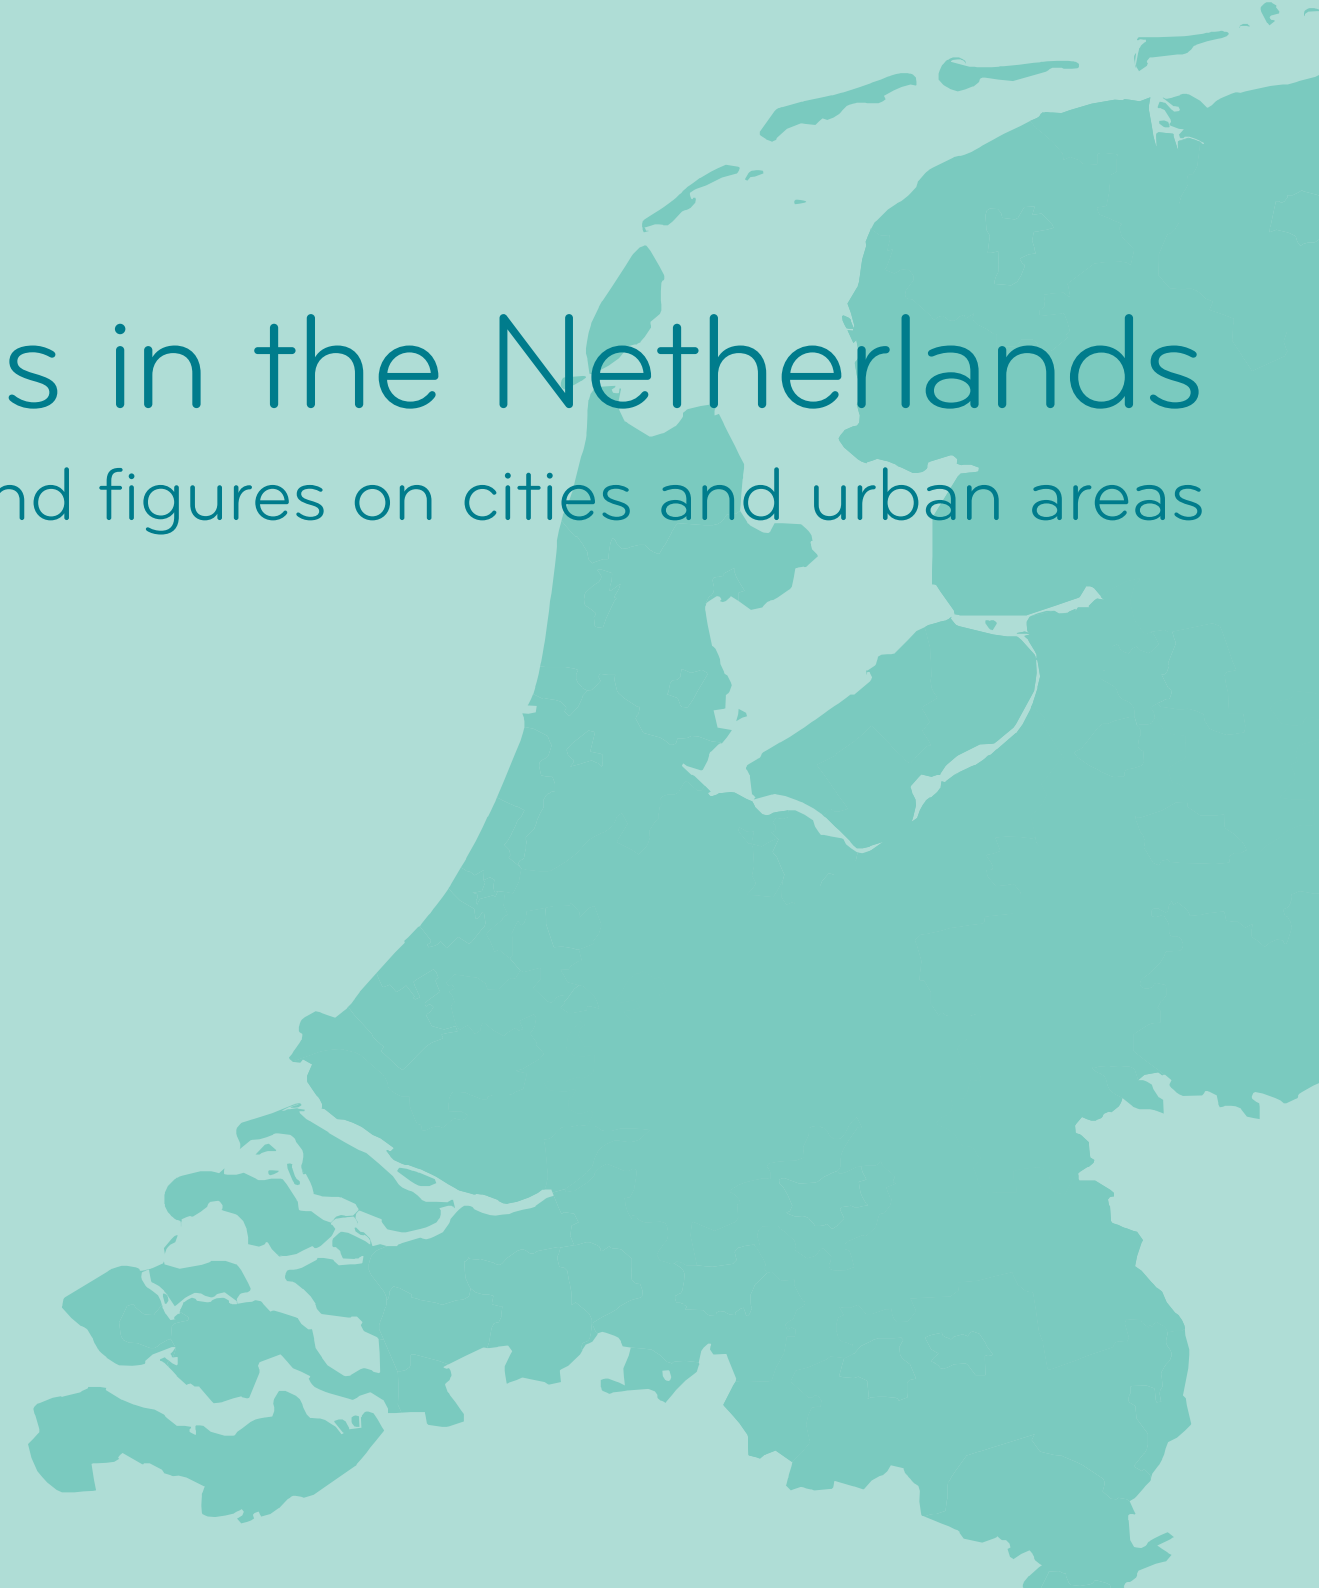 s in the Netherlands
nd figures on cities and urban areas